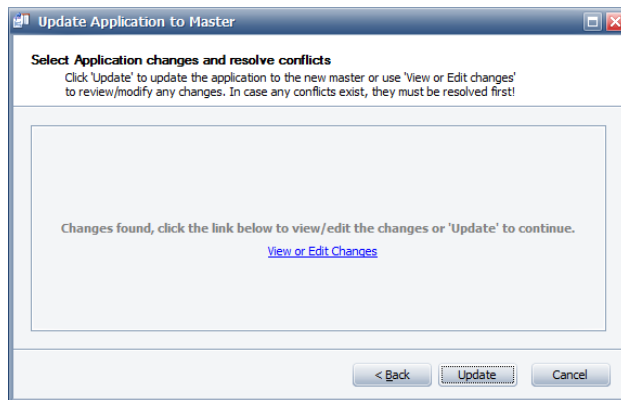 Update Application to Master
Select Application changes and resolve conflicts
Click 'Update' to update the application to the new master or use 'View or Edit changes'
to review/modify any changes. In case any conflicts exist, they must be resolved first!
Changes found, click the link below to view/edit the changes or 'Update' to continue.
View or Edit Changes
< Back Update Cancel